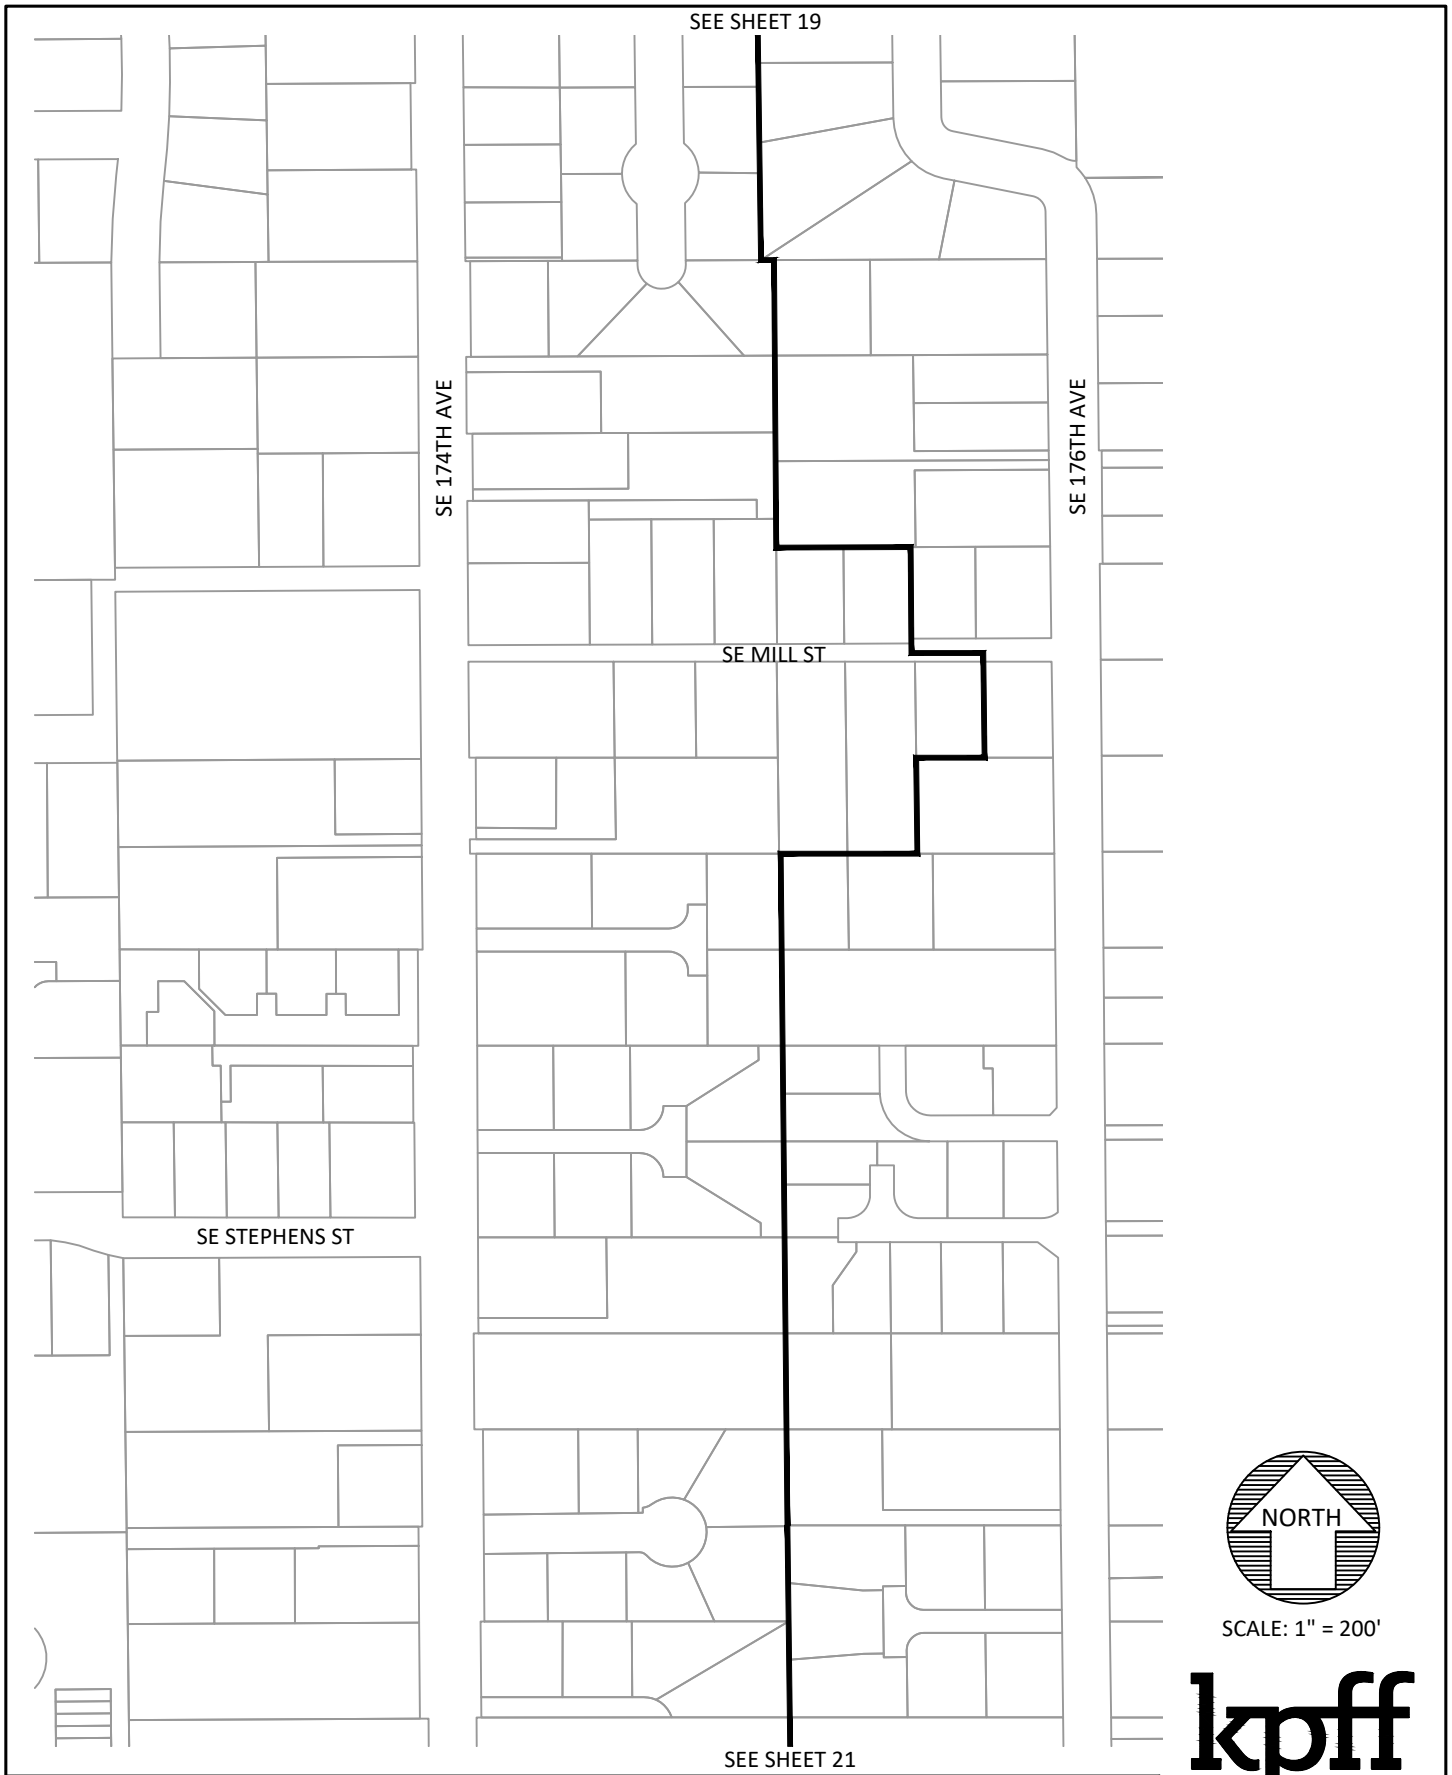 SEE SHEET 19
SE 174TH AVE
SE 176TH AVE
SE MILL ST
SE STEPHENS ST
NORTH
SCALE: 1" = 200'
kpff
SEE SHEET 21